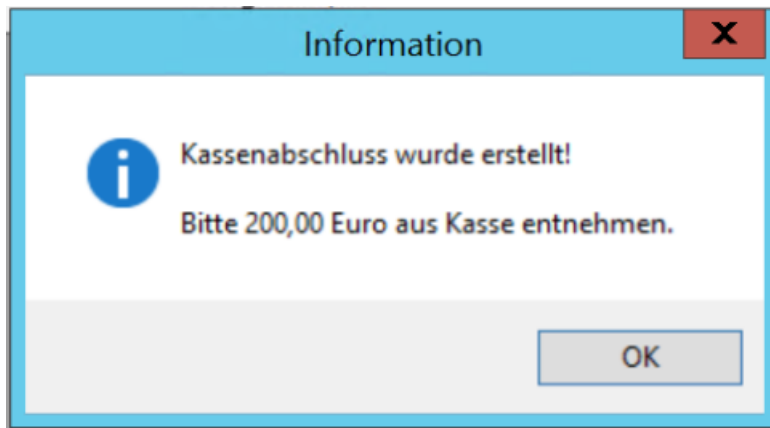 Information
Kassenabschluss wurde erstellt!
Bitte 200,00 Euro aus Kasse entnehmen.
OK